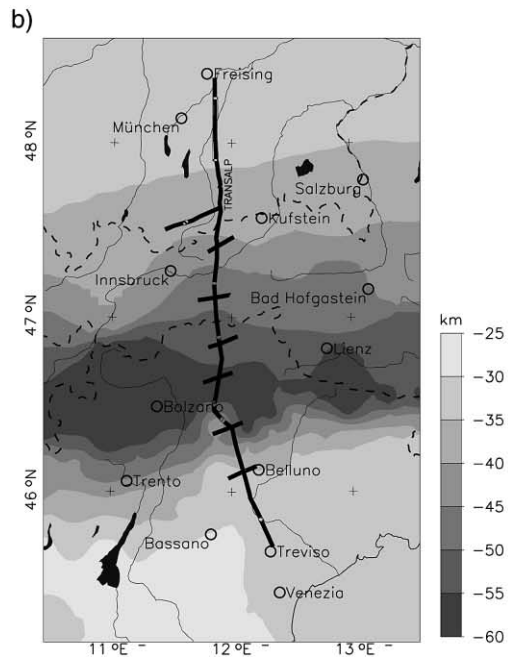 b)
Freising
München
48 °N
TRANSALP
Salzburg
Kufstein
Innsbruck
Bad Hofgastein
47 °N
km
-25
Lienz
-30
-35
Balzano
-40
46 °N
Trento
Belluno
-45
Bassano
-50
Treviso
-55
Venezia
-60
11°E
12°E
13°E